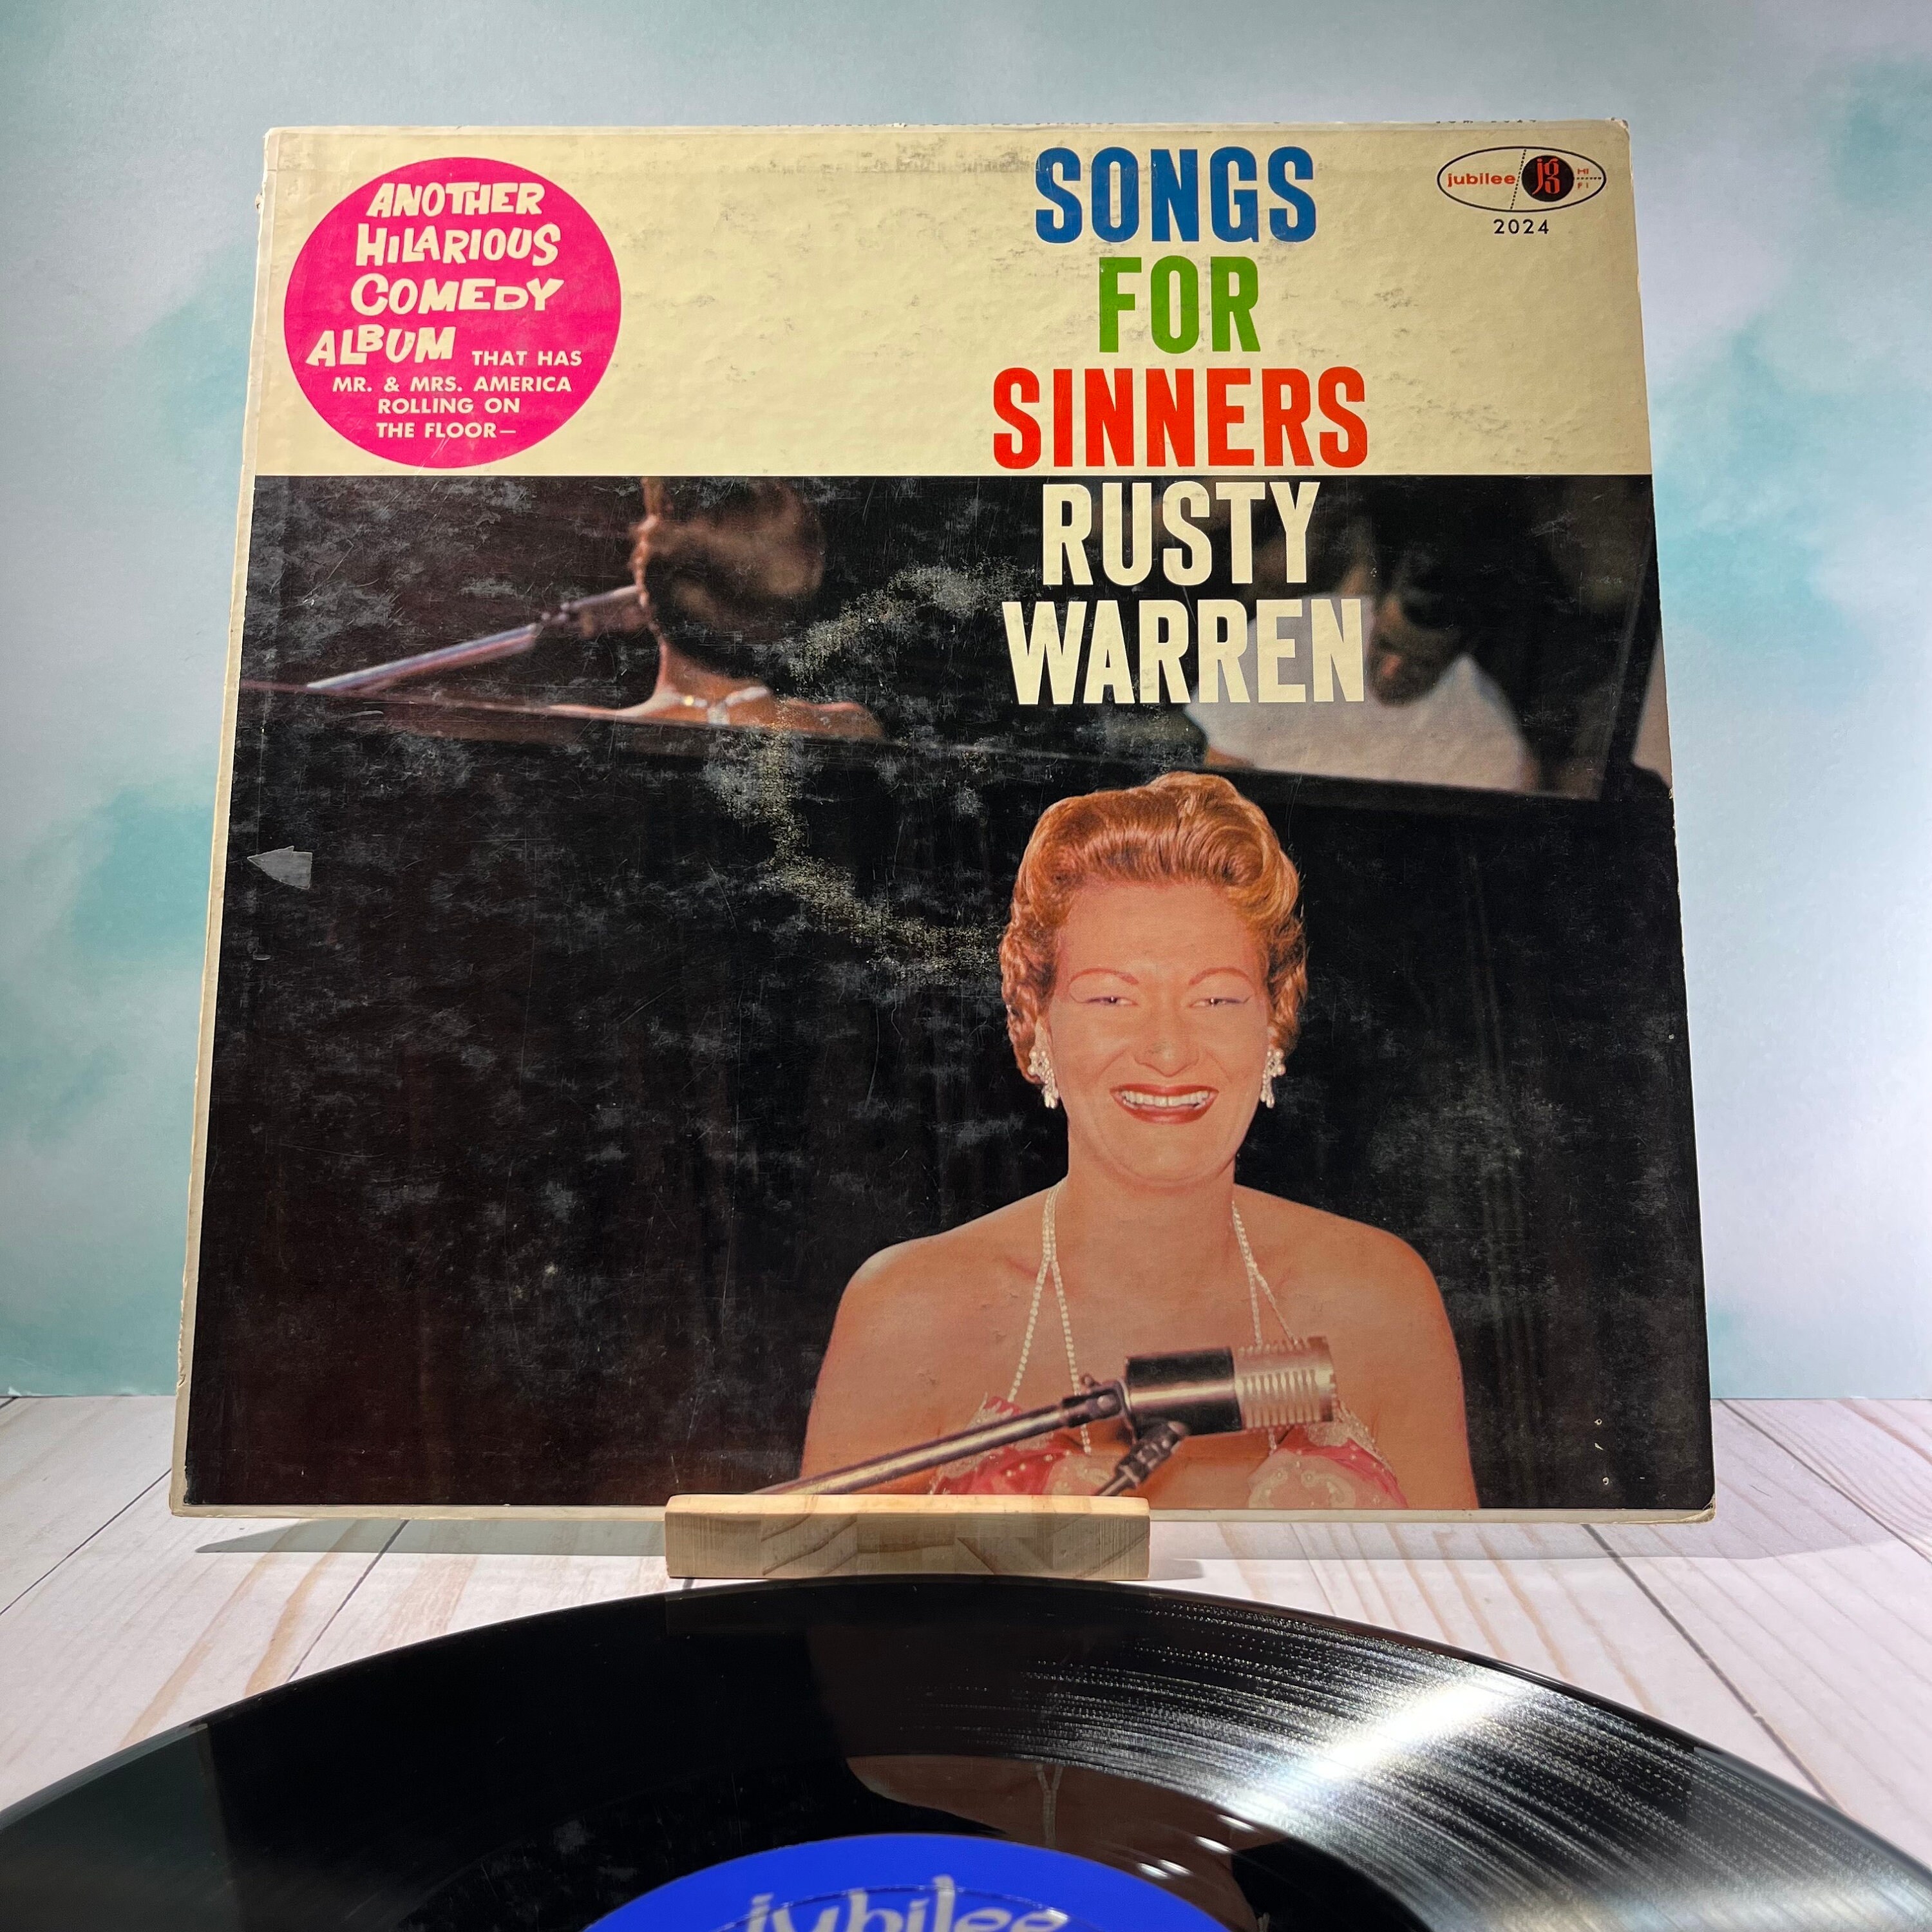 ANOTHER
HILARIOUS
COMEDY
ALBUM THAT HAS
MR. & MRS. AMERICA
ROLLING ON
THE FLOOR—
SONGS
FOR
SINNERS
RUSTY
WARREN
jubilee jg HI FI
2024
jubilee